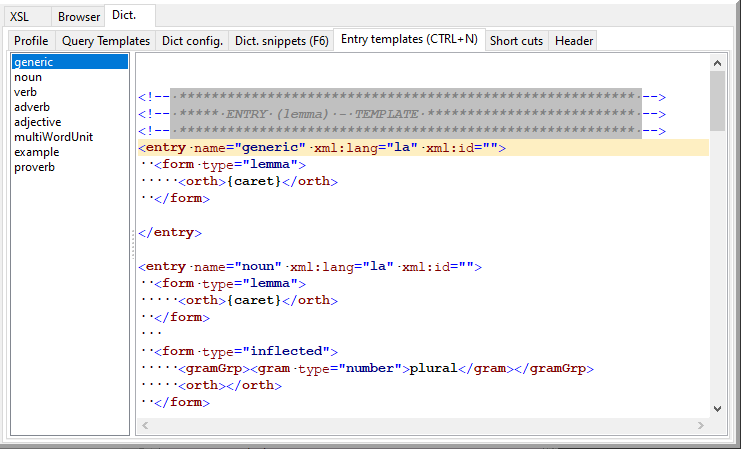 XSL Browser Dict.
Profile Query Templates Dict config. Dict. snippets (F6) Entry templates (CTRL+N) Short cuts Header
generic
noun
verb
adverb
adjective
multiWordUnit
example
proverb
<!--·*********************************************************·-->
<!--·*****·ENTRY·(lemma)·-·TEMPLATE·**************************·-->
<!--·*********************************************************·-->
<entry·name="generic"·xml:lang="la"·xml:id="">
··<form·type="lemma">
·····<orth>{caret}</orth>
··</form>
</entry>
<entry·name="noun"·xml:lang="la"·xml:id="">
··<form·type="lemma">
·····<orth>{caret}</orth>
··</form>
···
··<form·type="inflected">
·····<gramGrp><gram·type="number">plural</gram></gramGrp>
·····<orth></orth>
··</form>